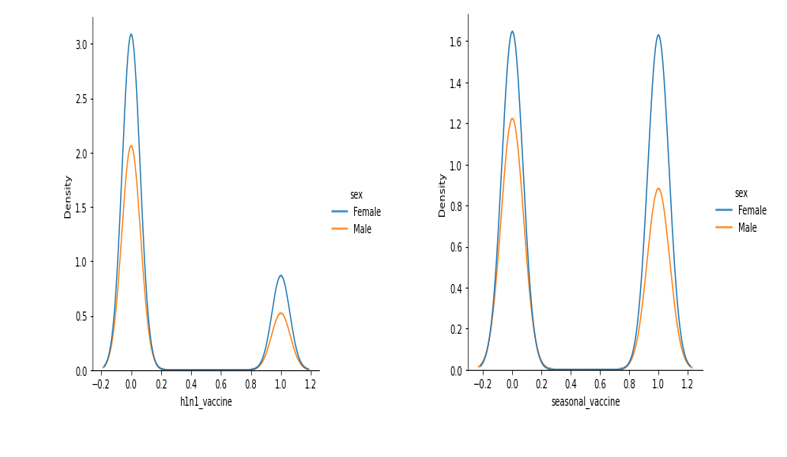 3.0
2.5
2.0
1.5
1.0
0.5
0.0
Density
−0.2 0.0 0.2 0.4 0.6 0.8 1.0 1.2
h1n1_vaccine
sex
Female
Male
1.6
1.4
1.2
1.0
0.8
0.6
0.4
0.2
0.0
Density
−0.2 0.0 0.2 0.4 0.6 0.8 1.0 1.2
seasonal_vaccine
sex
Female
Male